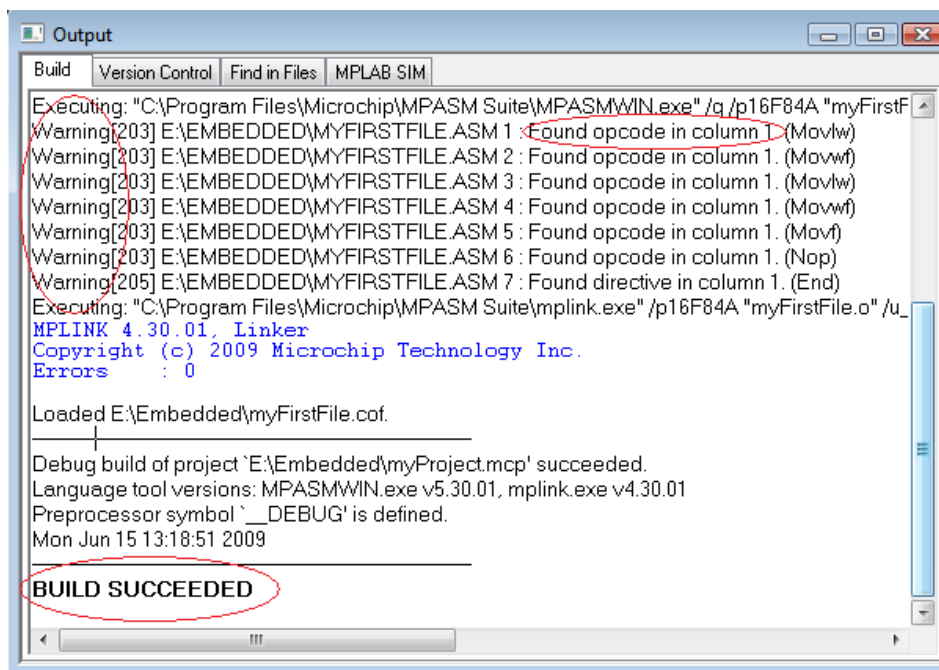 Output
Build Version Control Find in Files MPLAB SIM
Executing: "C:\Program Files\Microchip\MPASM Suite\MPASMWIN.exe" /q /p16F84A "myFirstF
Warning[203] E:\EMBEDDED\MYFIRSTFILE.ASM 1 : Found opcode in column 1. (Movlw)
Warning[203] E:\EMBEDDED\MYFIRSTFILE.ASM 2 : Found opcode in column 1. (Movwf)
Warning[203] E:\EMBEDDED\MYFIRSTFILE.ASM 3 : Found opcode in column 1. (Movlw)
Warning[203] E:\EMBEDDED\MYFIRSTFILE.ASM 4 : Found opcode in column 1. (Movwf)
Warning[203] E:\EMBEDDED\MYFIRSTFILE.ASM 5 : Found opcode in column 1. (Movf)
Warning[203] E:\EMBEDDED\MYFIRSTFILE.ASM 6 : Found opcode in column 1. (Nop)
Warning[205] E:\EMBEDDED\MYFIRSTFILE.ASM 7 : Found directive in column 1. (End)
Executing: "C:\Program Files\Microchip\MPASM Suite\mplink.exe" /p16F84A "myFirstFile.o" /u_
MPLINK 4.30.01, Linker
Copyright (c) 2009 Microchip Technology Inc.
Errors : 0
Loaded E:\Embedded\myFirstFile.cof.
Debug build of project `E:\Embedded\myProject.mcp' succeeded.
Language tool versions: MPASMWIN.exe v5.30.01, mplink.exe v4.30.01
Preprocessor symbol `__DEBUG' is defined.
Mon Jun 15 13:18:51 2009
BUILD SUCCEEDED